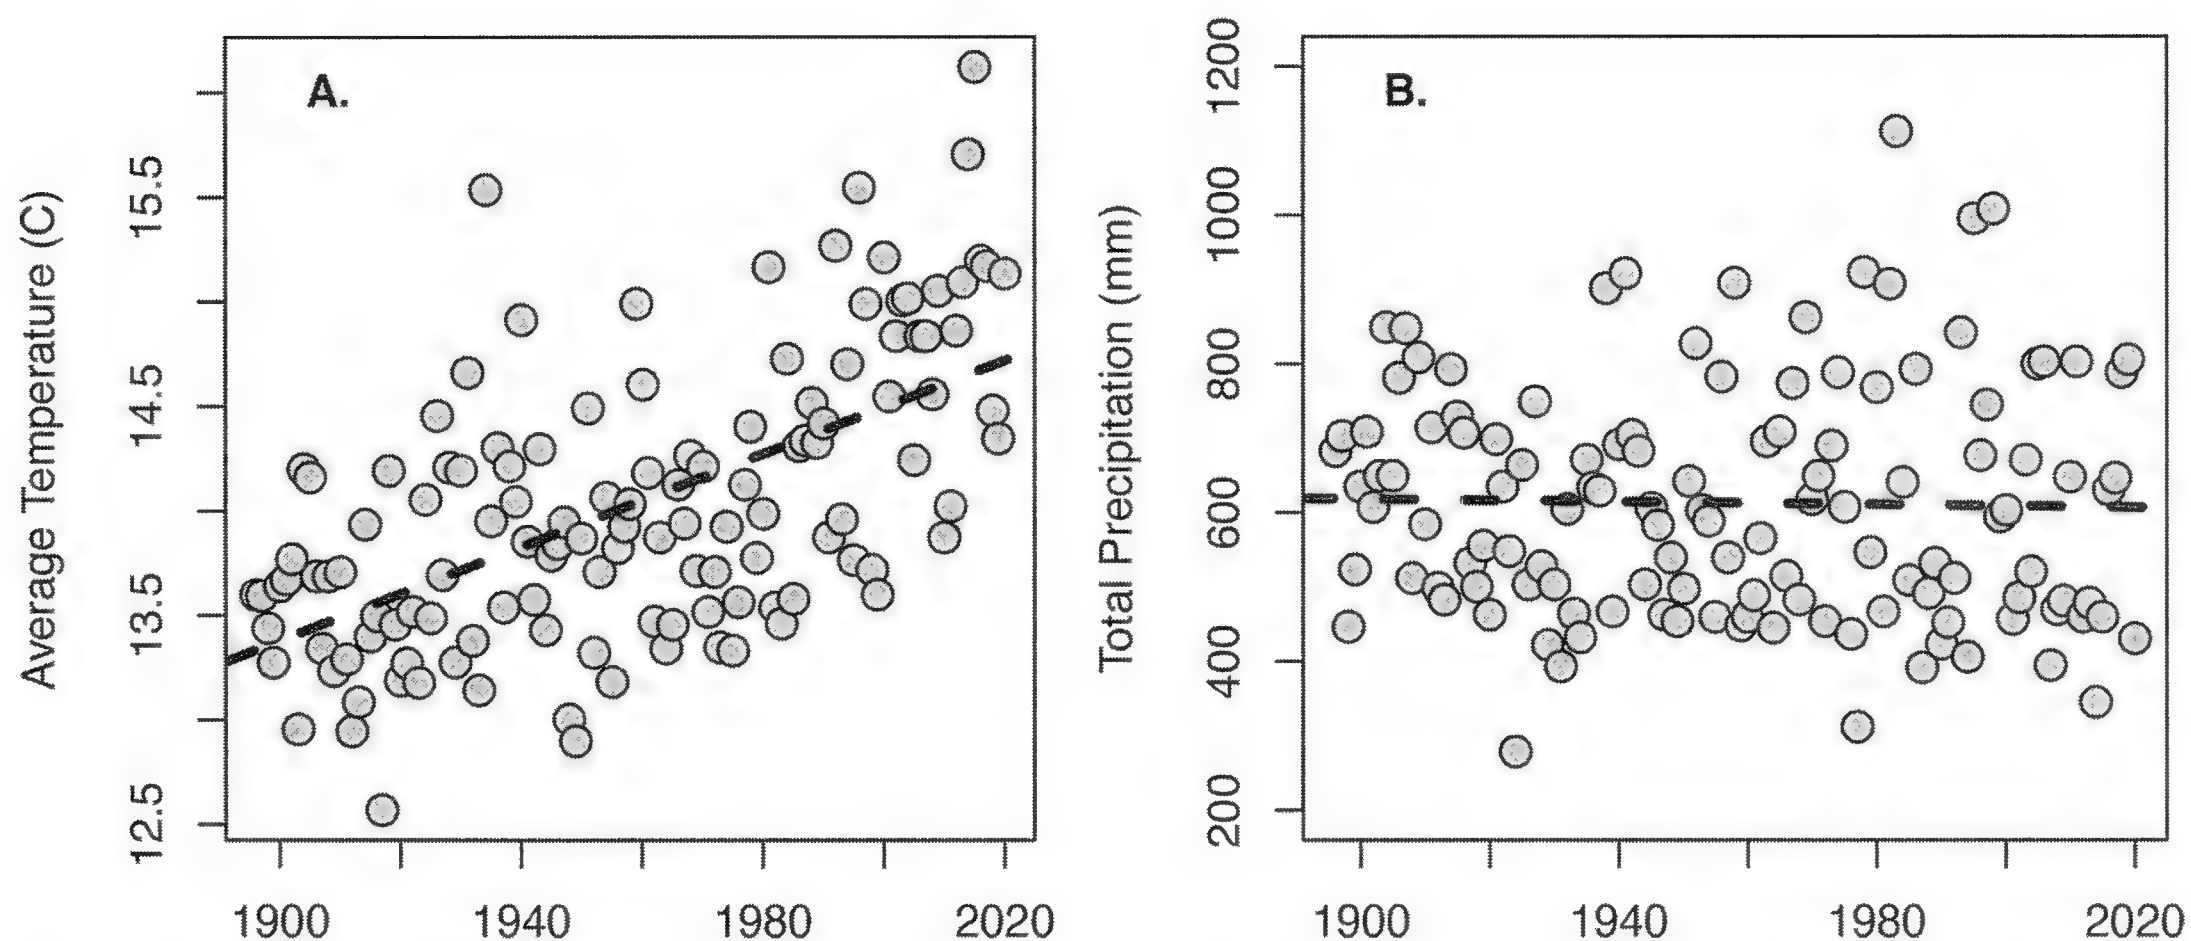 A.
Average Temperature (C)
15.5
14.5
13.5
12.5
1900 1940 1980 2020
B.
Total Precipitation (mm)
1200
1000
800
600
400
200
1900 1940 1980 2020